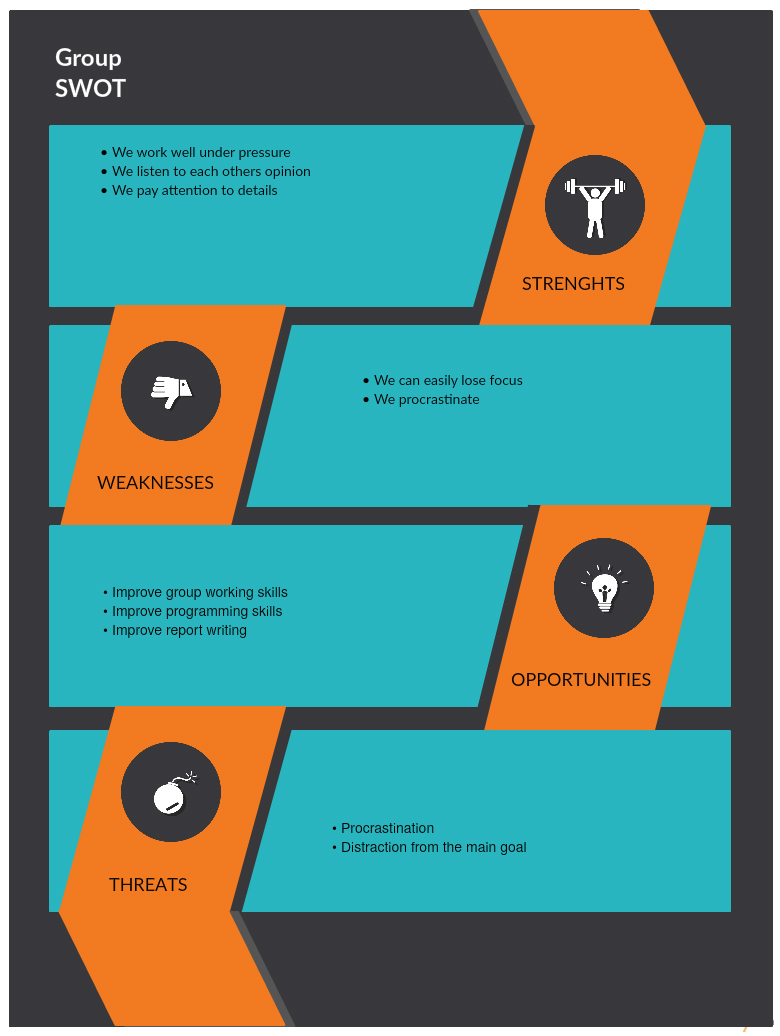 Group
SWOT
• We work well under pressure
• We listen to each others opinion
• We pay attention to details
STRENGHTS
• We can easily lose focus
• We procrastinate
WEAKNESSES
• Improve group working skills
• Improve programming skills
• Improve report writing
OPPORTUNITIES
• Procrastination
• Distraction from the main goal
THREATS